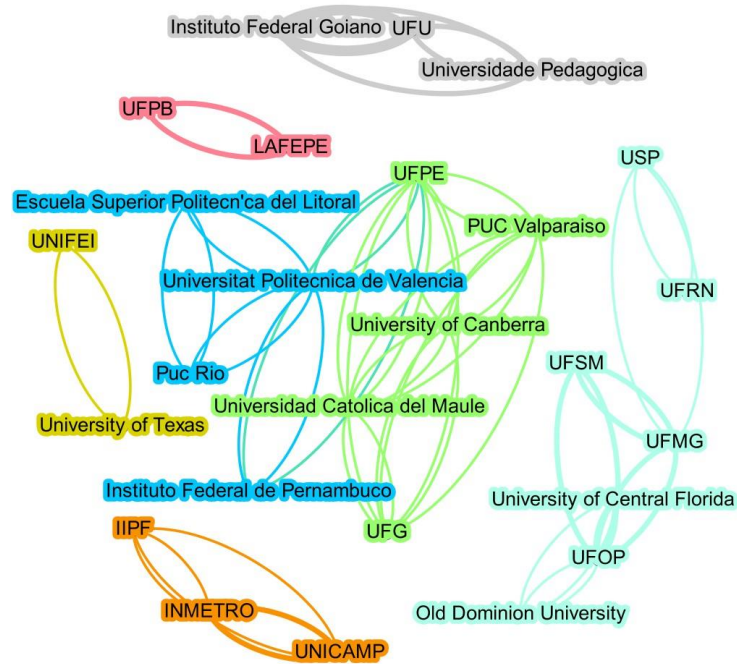 Instituto Federal Goiano
UFU
Universidade Pedagogica
UFPB
LAFEPE
UFPE
USP
Escuela Superior Politecn'ca del Litoral
PUC Valparaiso
UNIFEI
Universitat Politecnica de Valencia
UFRN
University of Canberra
UFSM
Puc Rio
Universidad Catolica del Maule
University of Texas
UFMG
Instituto Federal de Pernambuco
University of Central Florida
IIPF
UFG
UFOP
INMETRO
Old Dominion University
UNICAMP